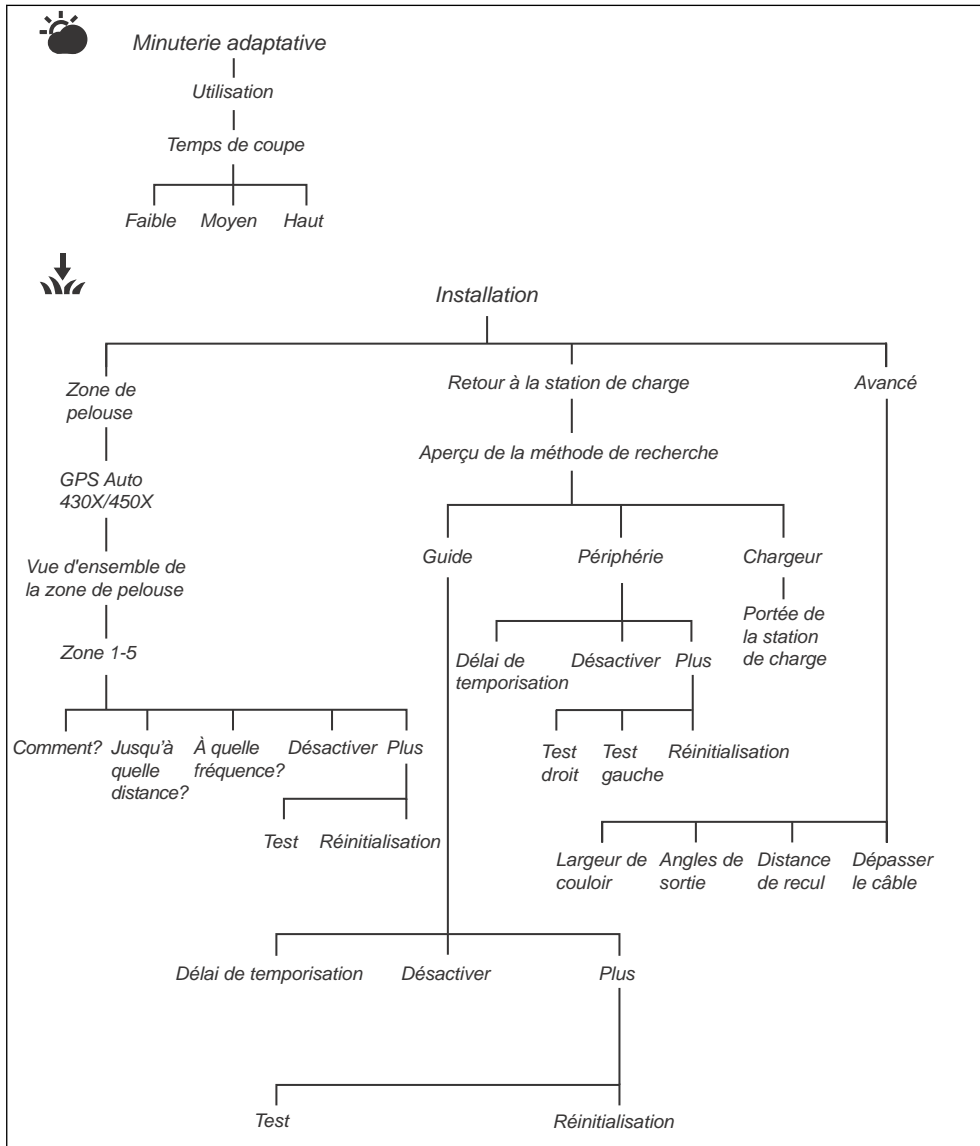 Minuterie adaptative
Utilisation
Temps de coupe
Faible Moyen Haut
Installation
Zone de
pelouse
Retour à la station de charge
Avancé
Aperçu de la méthode de recherche
GPS Auto
430X/450X
Vue d'ensemble de
la zone de pelouse
Zone 1-5
Guide
Périphérie
Chargeur
Portée de
la station
de charge
Délai de
temporisation
Désactiver
Plus
Test
droit
Test
gauche
Réinitialisation
Comment?
Jusqu'à
quelle
distance?
À quelle
fréquence?
Désactiver
Plus
Test
Réinitialisation
Largeur de
couloir
Angles de
sortie
Distance
de recul
Dépasser
le câble
Délai de temporisation
Désactiver
Plus
Test
Réinitialisation